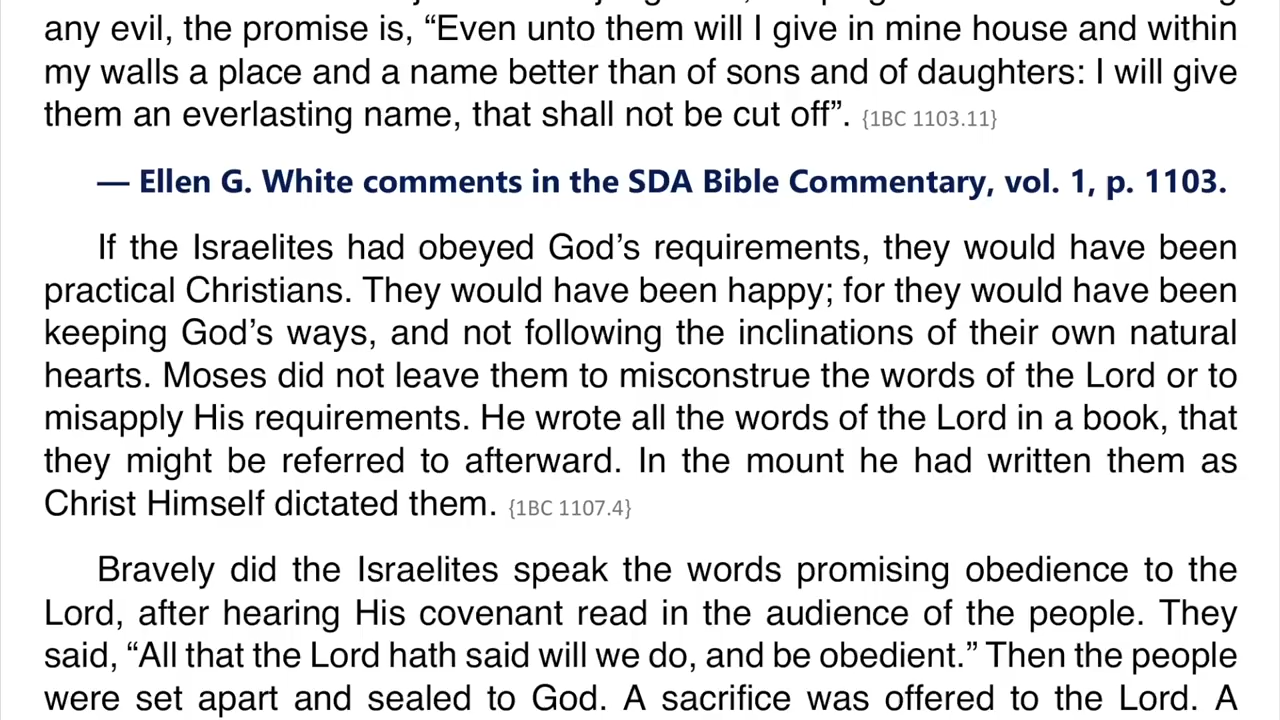 any evil, the promise is, “Even unto them will I give in mine house and within
my walls a place and a name better than of sons and of daughters: I will give
them an everlasting name, that shall not be cut off”. {1BC 1103.11}
— Ellen G. White comments in the SDA Bible Commentary, vol. 1, p. 1103.
If the Israelites had obeyed God’s requirements, they would have been
practical Christians. They would have been happy; for they would have been
keeping God’s ways, and not following the inclinations of their own natural
hearts. Moses did not leave them to misconstrue the words of the Lord or to
misapply His requirements. He wrote all the words of the Lord in a book, that
they might be referred to afterward. In the mount he had written them as
Christ Himself dictated them. {1BC 1107.4}
Bravely did the Israelites speak the words promising obedience to the
Lord, after hearing His covenant read in the audience of the people. They
said, “All that the Lord hath said will we do, and be obedient.” Then the people
were set apart and sealed to God. A sacrifice was offered to the Lord. A